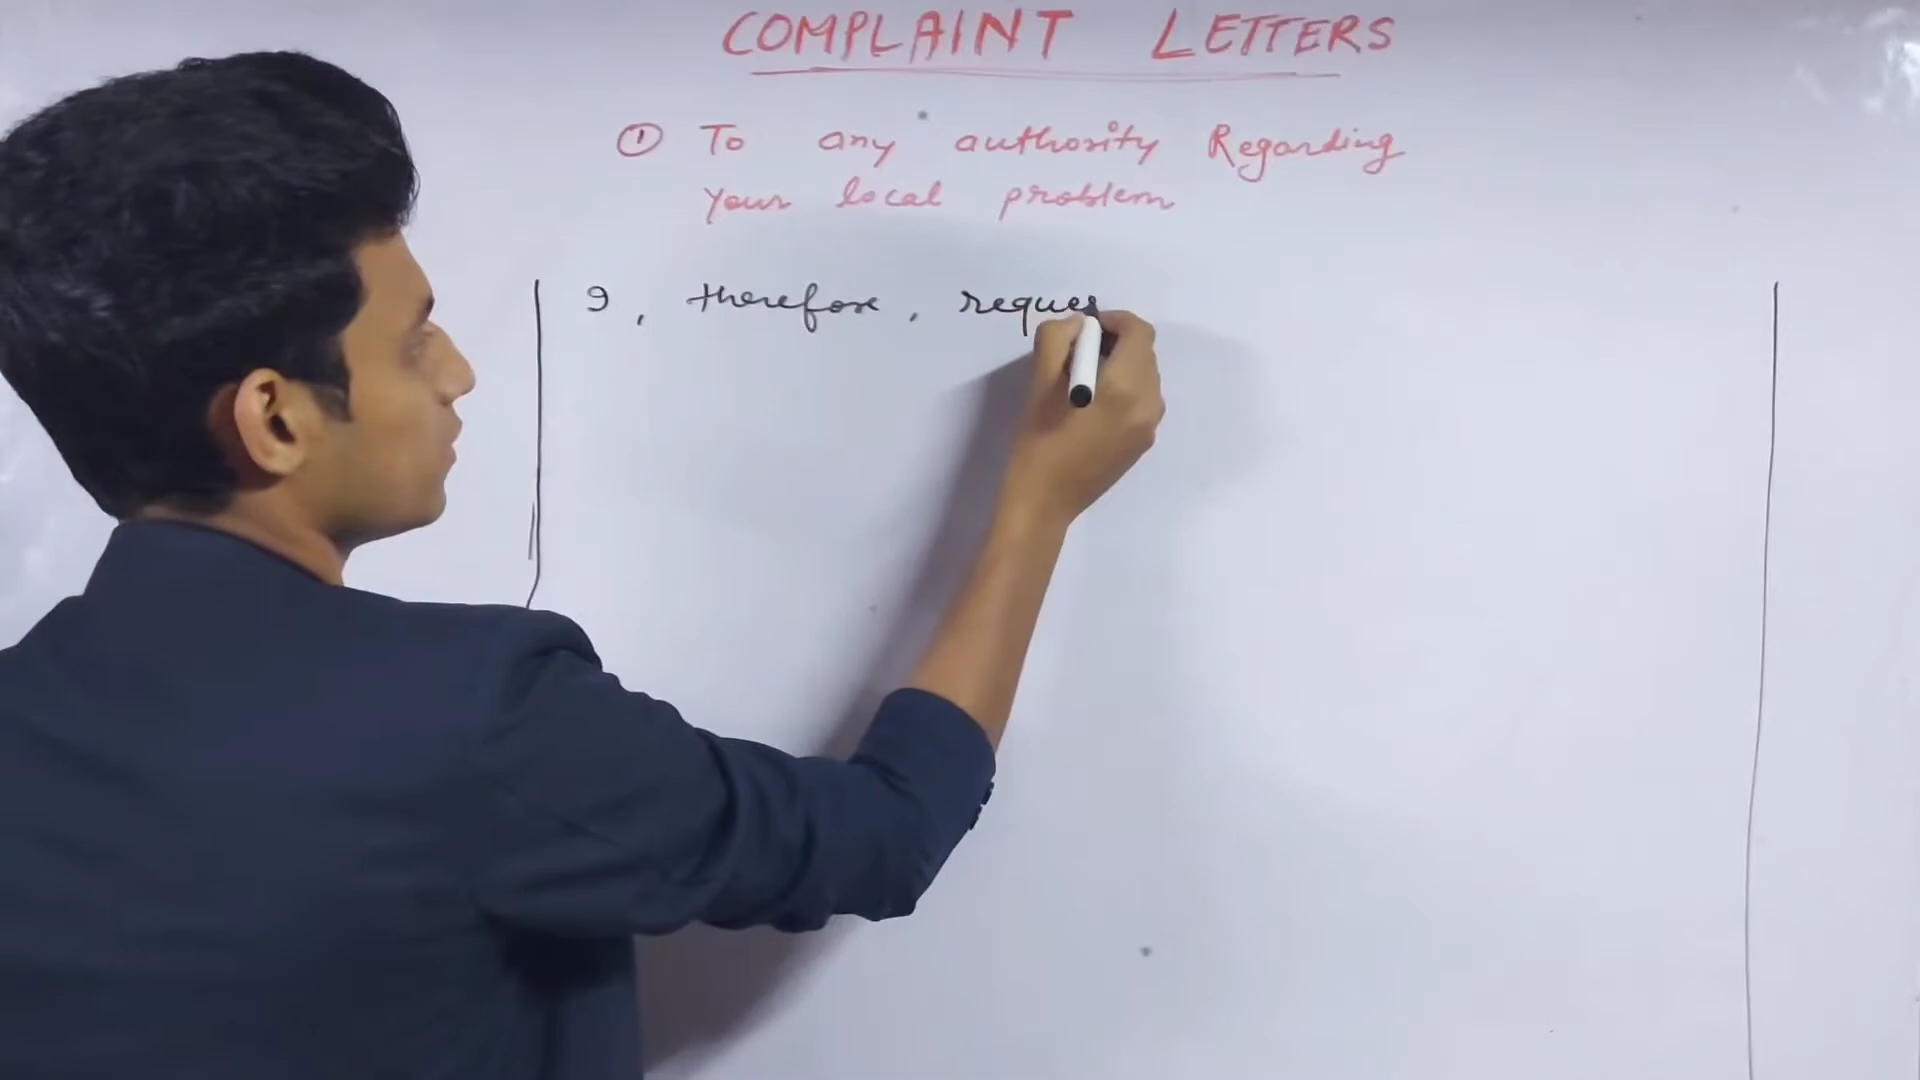 COMPLAINT LETTERS
① To any authority Regarding
Your local problem
I, therefore, reques